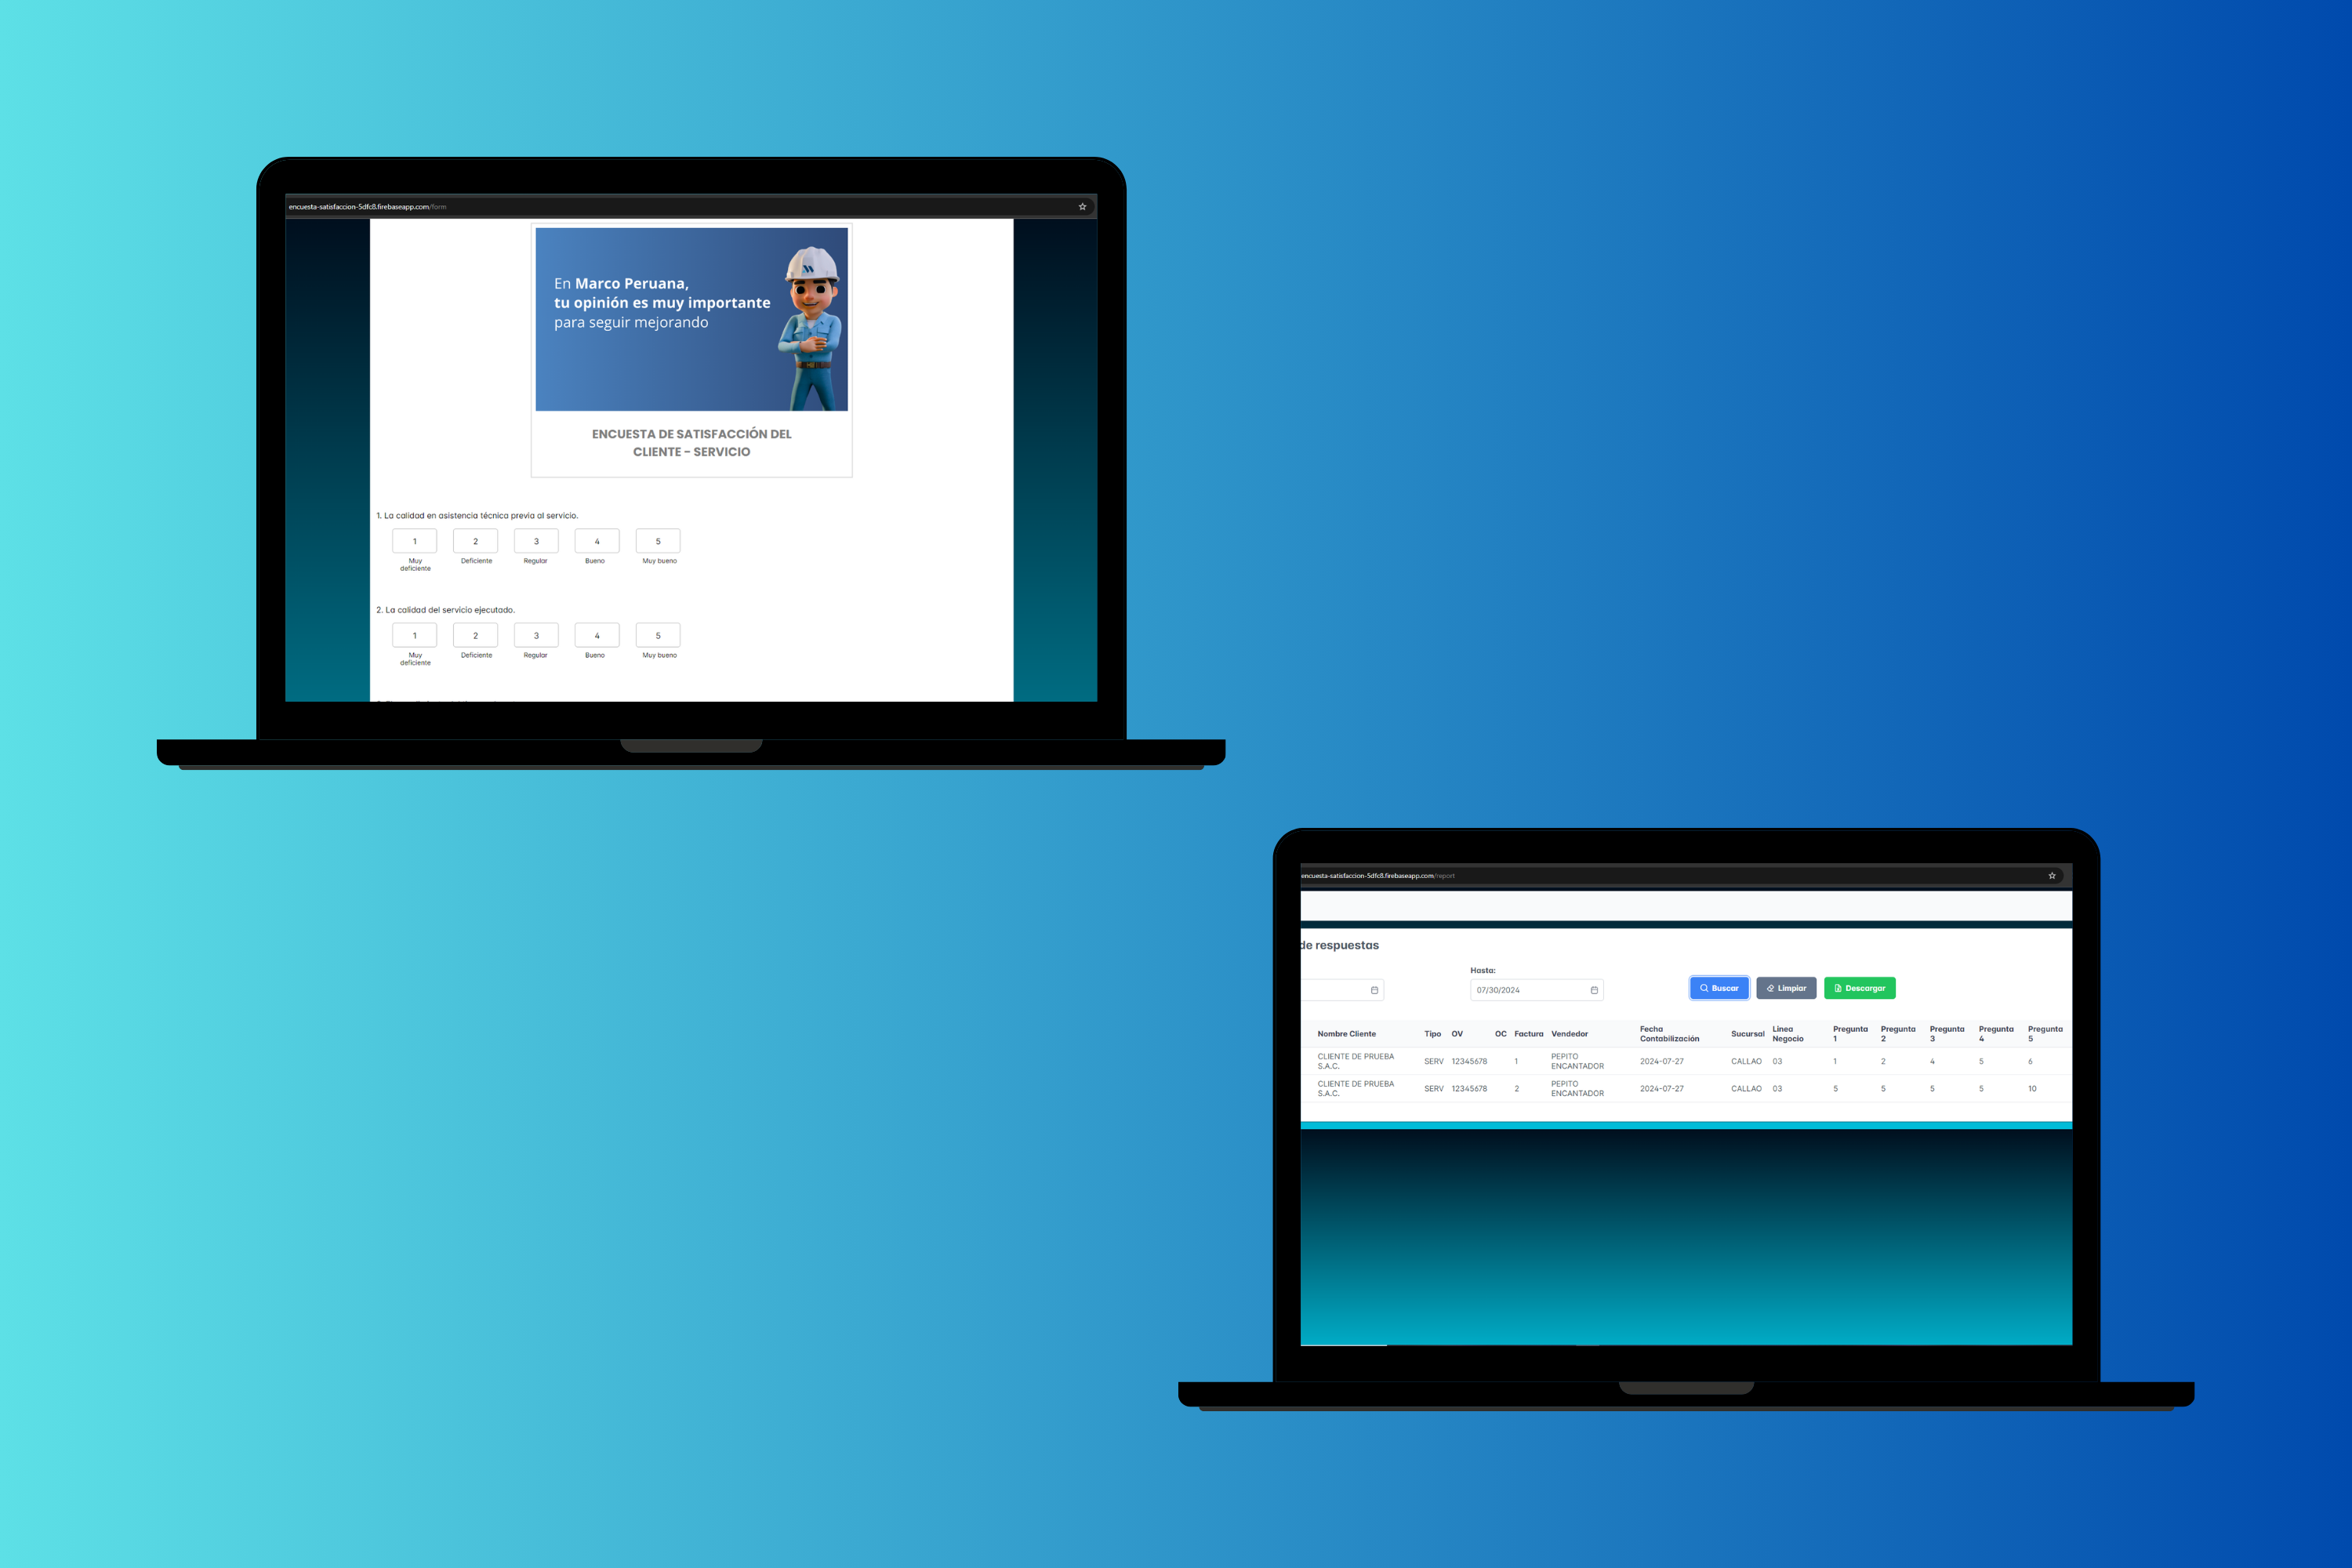 encuesta-satisfaccion-5dfc8.firebaseapp.com/form
En Marco Peruana,
tu opinión es muy importante
para seguir mejorando
ENCUESTA DE SATISFACCIÓN DEL
CLIENTE - SERVICIO
1. La calidad en asistencia técnica previa al servicio.
1 2 3 4 5
Muy deficiente Deficiente Regular Bueno Muy bueno
2. La calidad del servicio ejecutado.
1 2 3 4 5
Muy deficiente Deficiente Regular Bueno Muy bueno
encuesta-satisfaccion-5dfc8.firebaseapp.com/report
de respuestas
Hasta:
07/30/2024 Buscar Limpiar Descargar
Nombre Cliente Tipo OV OC Factura Vendedor Fecha Contabilización Sucursal Linea Negocio Pregunta 1 Pregunta 2 Pregunta 3 Pregunta 4 Pregunta 5
CLIENTE DE PRUEBA S.A.C. SERV 12345678 1 PEPITO ENCANTADOR 2024-07-27 CALLAO 03 1 2 4 5 6
CLIENTE DE PRUEBA S.A.C. SERV 12345678 2 PEPITO ENCANTADOR 2024-07-27 CALLAO 03 5 5 5 5 10